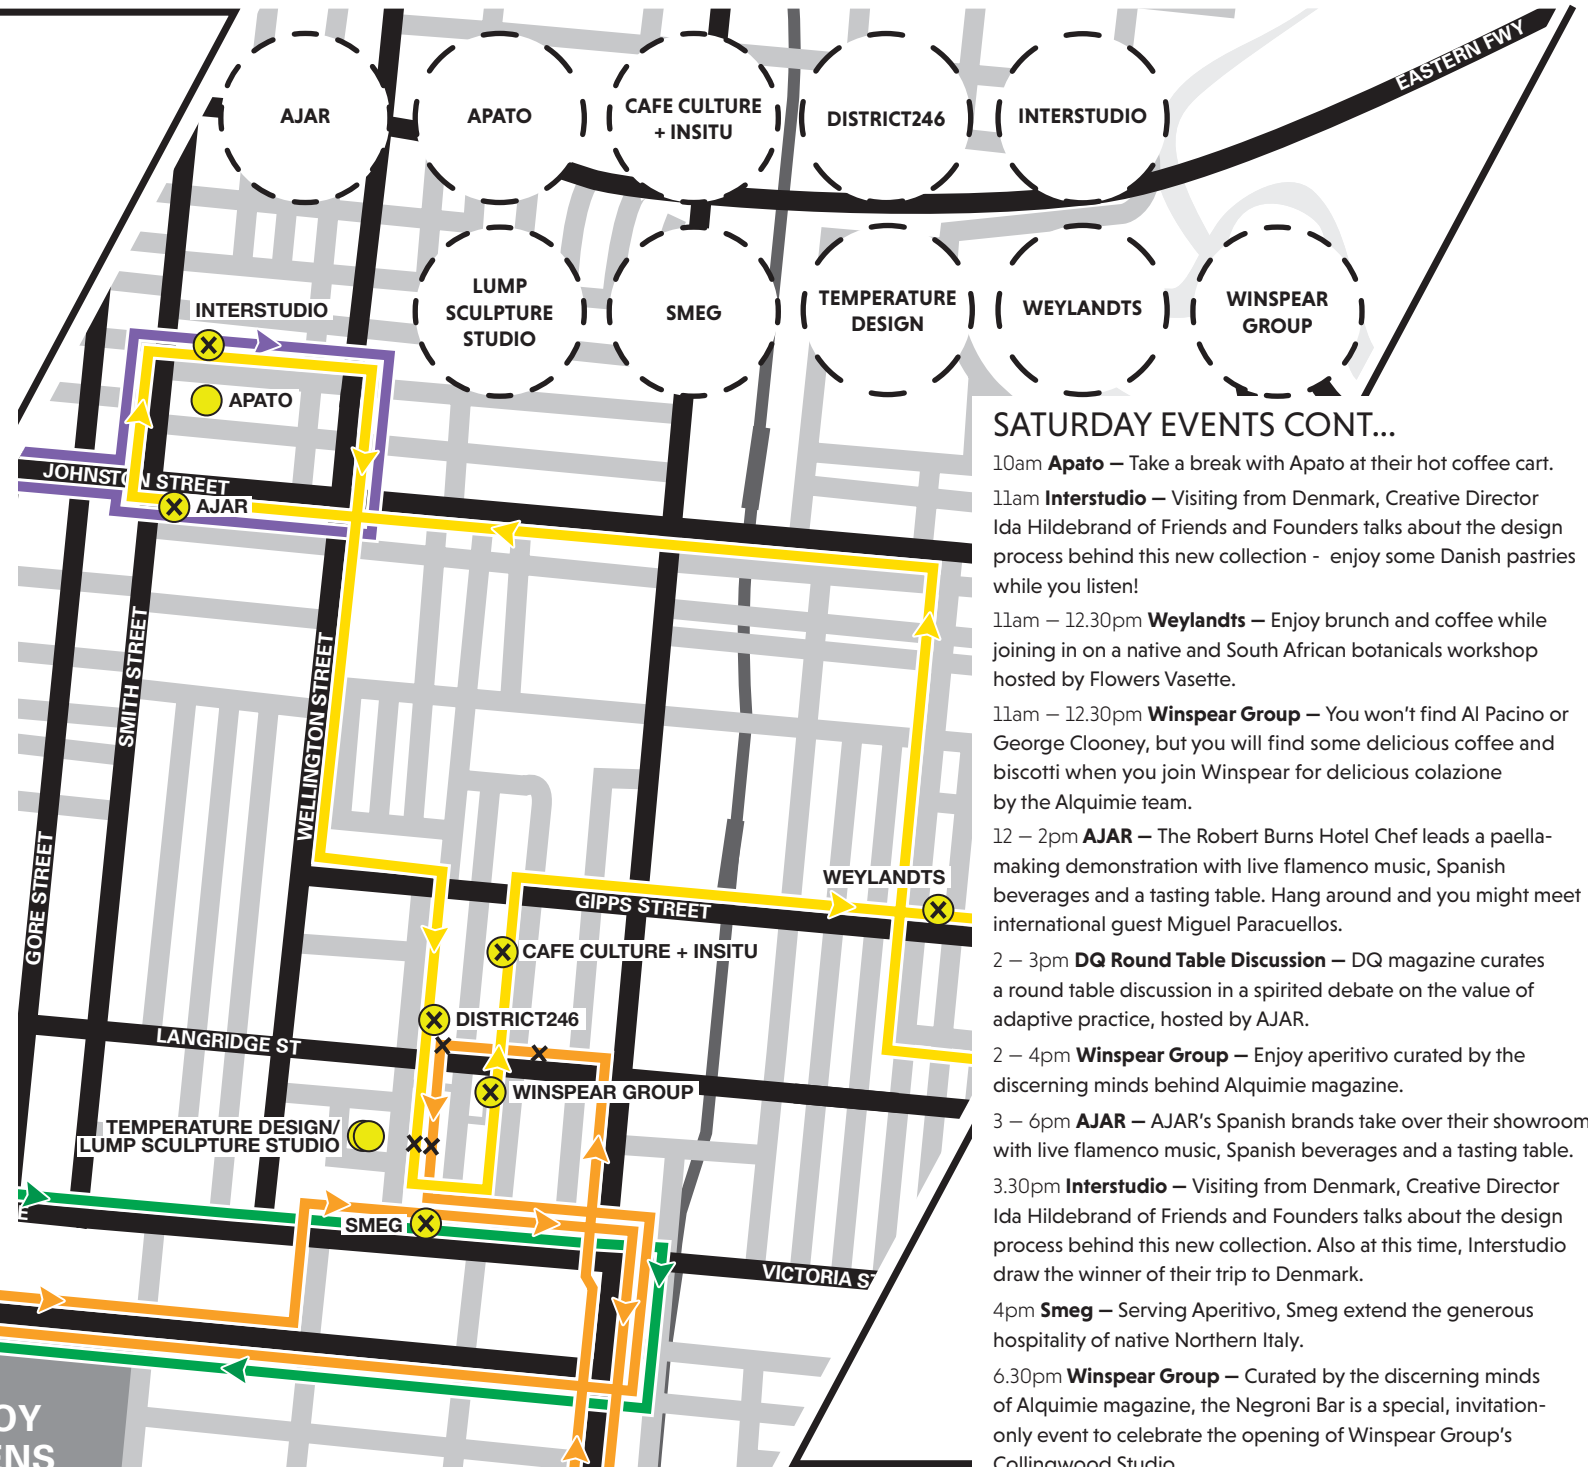 EASTERN FWY
AJAR
APATO
CAFE CULTURE
+ INSITU
DISTRICT246
INTERSTUDIO
LUMP
SCULPTURE
STUDIO
SMEG
TEMPERATURE
DESIGN
WEYLANDTS
WINSPEAR
GROUP
INTERSTUDIO
APATO
JOHNSTON STREET
AJAR
SMITH STREET
WELLINGTON STREET
GORE STREET
WEYLANDTS
GIPPS STREET
CAFE CULTURE + INSITU
DISTRICT246
LANGRIDGE ST
WINSPEAR GROUP
TEMPERATURE DESIGN/
LUMP SCULPTURE STUDIO
SMEG
E
VICTORIA ST
OY
ENS
SATURDAY EVENTS CONT...
10am Apato — Take a break with Apato at their hot coffee cart.
11am Interstudio — Visiting from Denmark, Creative Director
Ida Hildebrand of Friends and Founders talks about the design
process behind this new collection - enjoy some Danish pastries
while you listen!
11am — 12.30pm Weylandts — Enjoy brunch and coffee while
joining in on a native and South African botanicals workshop
hosted by Flowers Vasette.
11am — 12.30pm Winspear Group — You won't find Al Pacino or
George Clooney, but you will find some delicious coffee and
biscotti when you join Winspear for delicious colazione
by the Alquimie team.
12 — 2pm AJAR — The Robert Burns Hotel Chef leads a paella-
making demonstration with live flamenco music, Spanish
beverages and a tasting table. Hang around and you might meet
international guest Miguel Paracuellos.
2 — 3pm DQ Round Table Discussion — DQ magazine curates
a round table discussion in a spirited debate on the value of
adaptive practice, hosted by AJAR.
2 — 4pm Winspear Group — Enjoy aperitivo curated by the
discerning minds behind Alquimie magazine.
3 — 6pm AJAR — AJAR's Spanish brands take over their showroom
with live flamenco music, Spanish beverages and a tasting table.
3.30pm Interstudio — Visiting from Denmark, Creative Director
Ida Hildebrand of Friends and Founders talks about the design
process behind this new collection. Also at this time, Interstudio
draw the winner of their trip to Denmark.
4pm Smeg — Serving Aperitivo, Smeg extend the generous
hospitality of native Northern Italy.
6.30pm Winspear Group — Curated by the discerning minds
of Alquimie magazine, the Negroni Bar is a special, invitation-
only event to celebrate the opening of Winspear Group's
Collingwood Studio